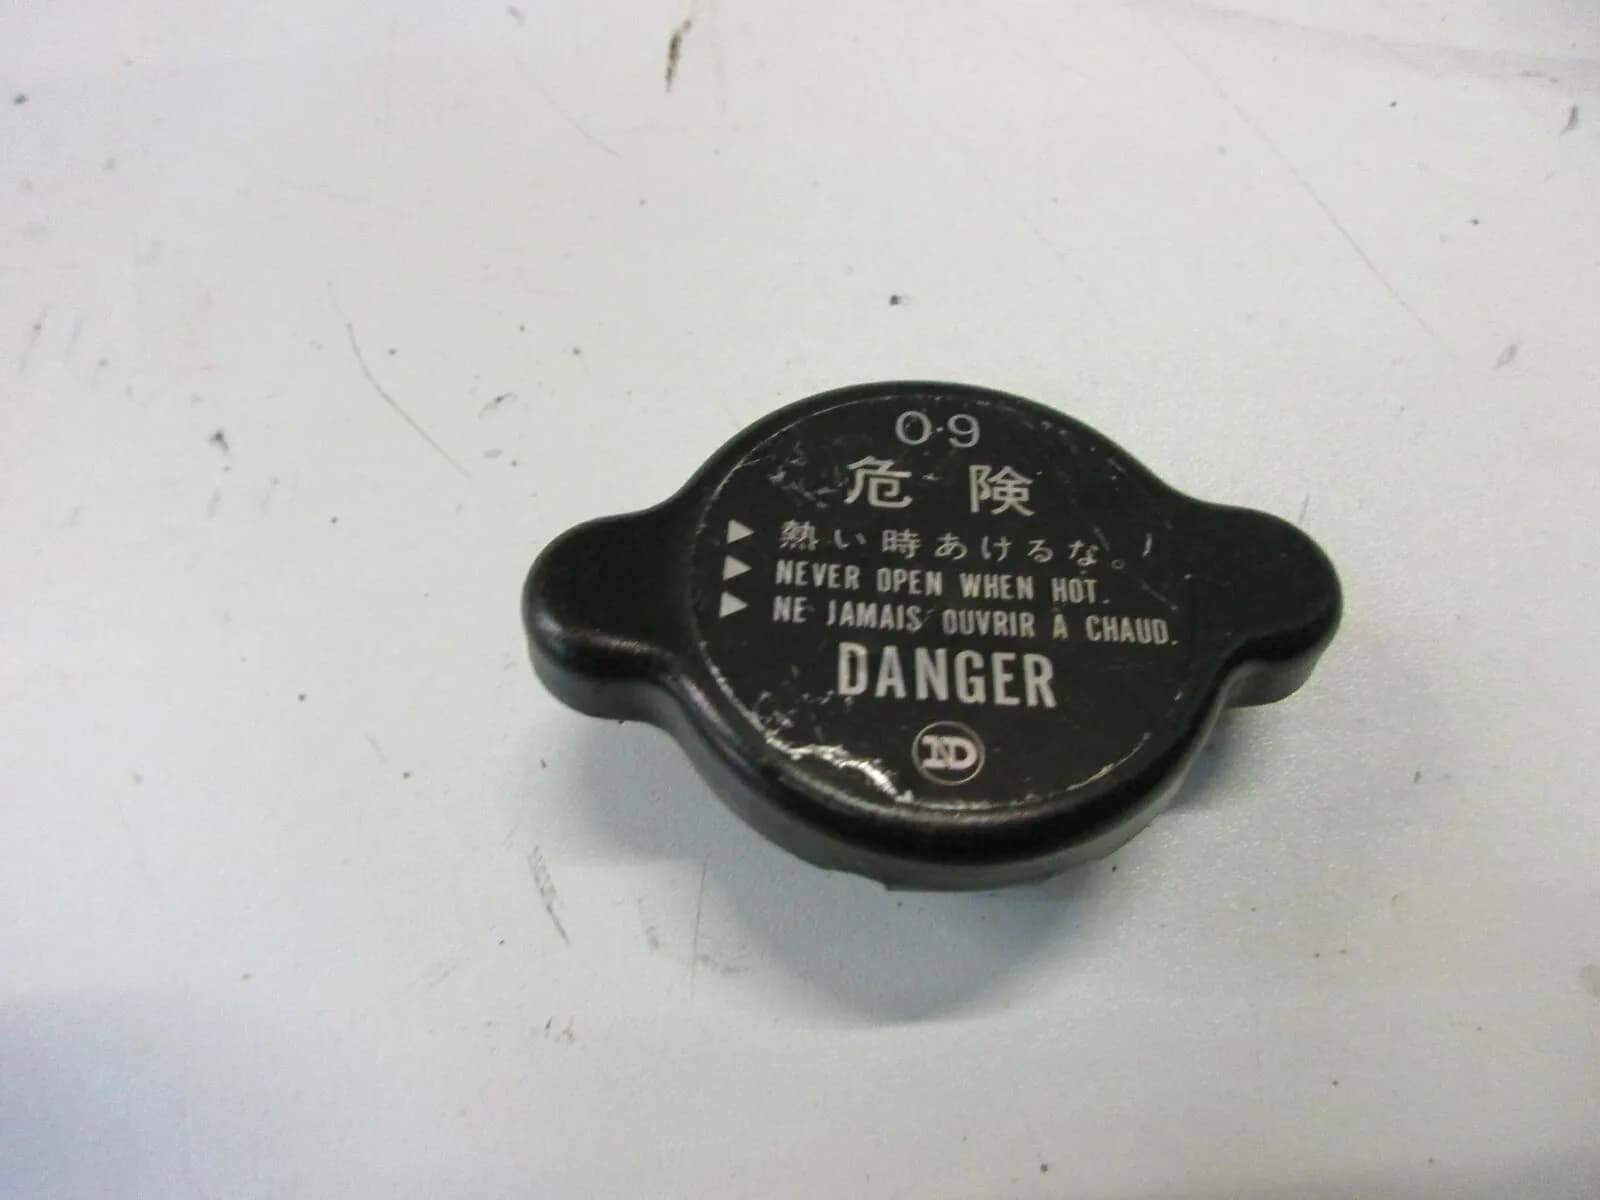 0·9
危険
▶ 熱い時あけるな。
▶ NEVER OPEN WHEN HOT.
▶ NE JAMAIS OUVRIR À CHAUD.
DANGER
ND